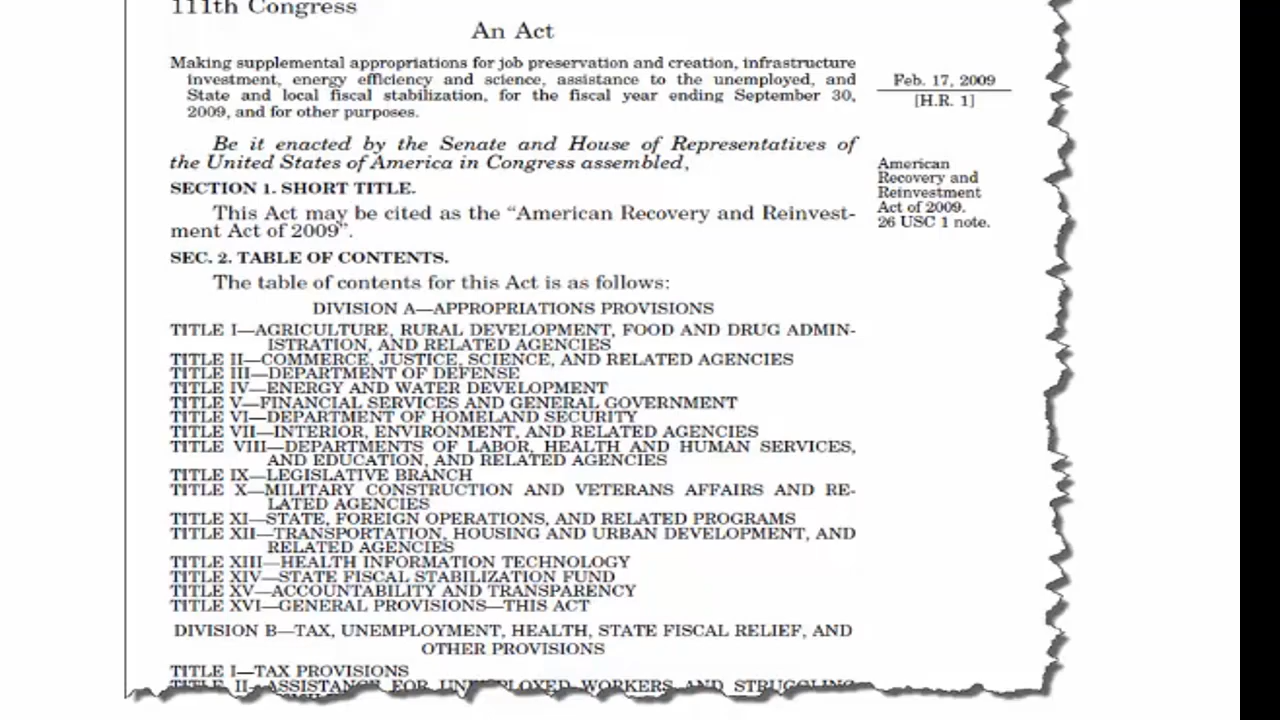 111th Congress
An Act
Making supplemental appropriations for job preservation and creation, infrastructure
investment, energy efficiency and science, assistance to the unemployed, and
State and local fiscal stabilization, for the fiscal year ending September 30,
2009, and for other purposes.
Feb. 17, 2009
[H.R. 1]
Be it enacted by the Senate and House of Representatives of
the United States of America in Congress assembled,
SECTION 1. SHORT TITLE.
This Act may be cited as the “American Recovery and Reinvest-
ment Act of 2009”.
American
Recovery and
Reinvestment
Act of 2009.
26 USC 1 note.
SEC. 2. TABLE OF CONTENTS.
The table of contents for this Act is as follows:
DIVISION A—APPROPRIATIONS PROVISIONS
TITLE I—AGRICULTURE, RURAL DEVELOPMENT, FOOD AND DRUG ADMIN-
ISTRATION, AND RELATED AGENCIES
TITLE II—COMMERCE, JUSTICE, SCIENCE, AND RELATED AGENCIES
TITLE III—DEPARTMENT OF DEFENSE
TITLE IV—ENERGY AND WATER DEVELOPMENT
TITLE V—FINANCIAL SERVICES AND GENERAL GOVERNMENT
TITLE VI—DEPARTMENT OF HOMELAND SECURITY
TITLE VII—INTERIOR, ENVIRONMENT, AND RELATED AGENCIES
TITLE VIII—DEPARTMENTS OF LABOR, HEALTH AND HUMAN SERVICES,
AND EDUCATION, AND RELATED AGENCIES
TITLE IX—LEGISLATIVE BRANCH
TITLE X—MILITARY CONSTRUCTION AND VETERANS AFFAIRS AND RE-
LATED AGENCIES
TITLE XI—STATE, FOREIGN OPERATIONS, AND RELATED PROGRAMS
TITLE XII—TRANSPORTATION, HOUSING AND URBAN DEVELOPMENT, AND
RELATED AGENCIES
TITLE XIII—HEALTH INFORMATION TECHNOLOGY
TITLE XIV—STATE FISCAL STABILIZATION FUND
TITLE XV—ACCOUNTABILITY AND TRANSPARENCY
TITLE XVI—GENERAL PROVISIONS—THIS ACT
DIVISION B—TAX, UNEMPLOYMENT, HEALTH, STATE FISCAL RELIEF, AND
OTHER PROVISIONS
TITLE I—TAX PROVISIONS
TITLE II—ASSISTANCE FOR UNEMPLOYED WORKERS AND STRUGGLING